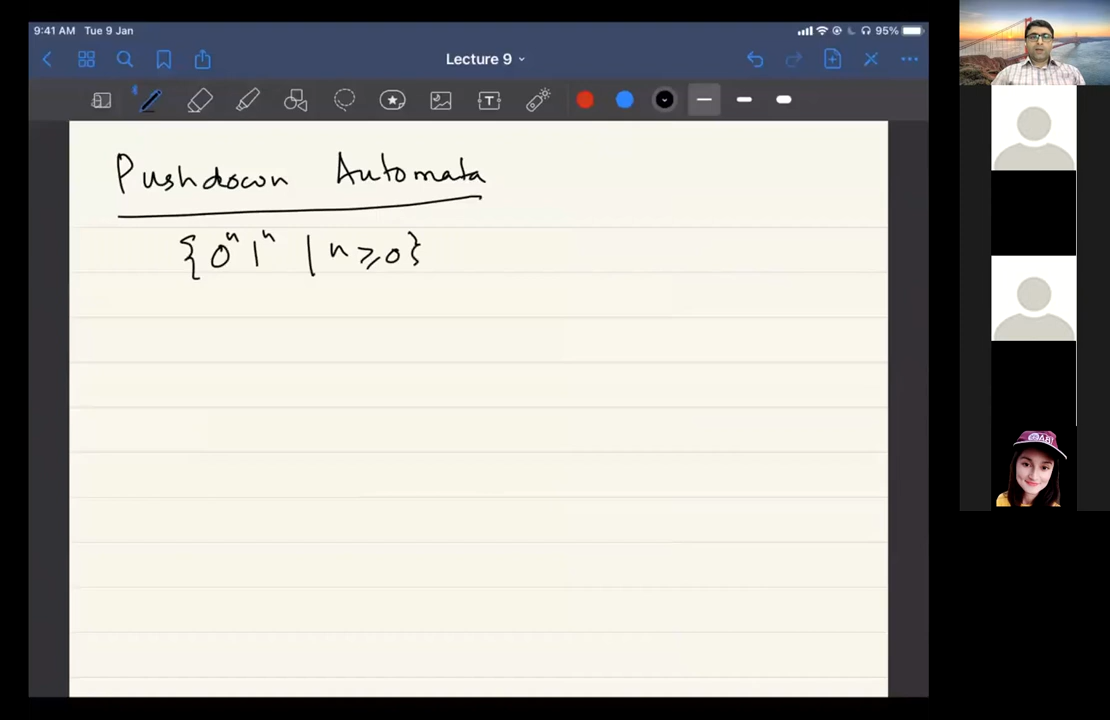 9:41 AM Tue 9 Jan
95%
Lecture 9
T
Pushdown Automata
{0ⁿ1ⁿ | n ≥ 0}